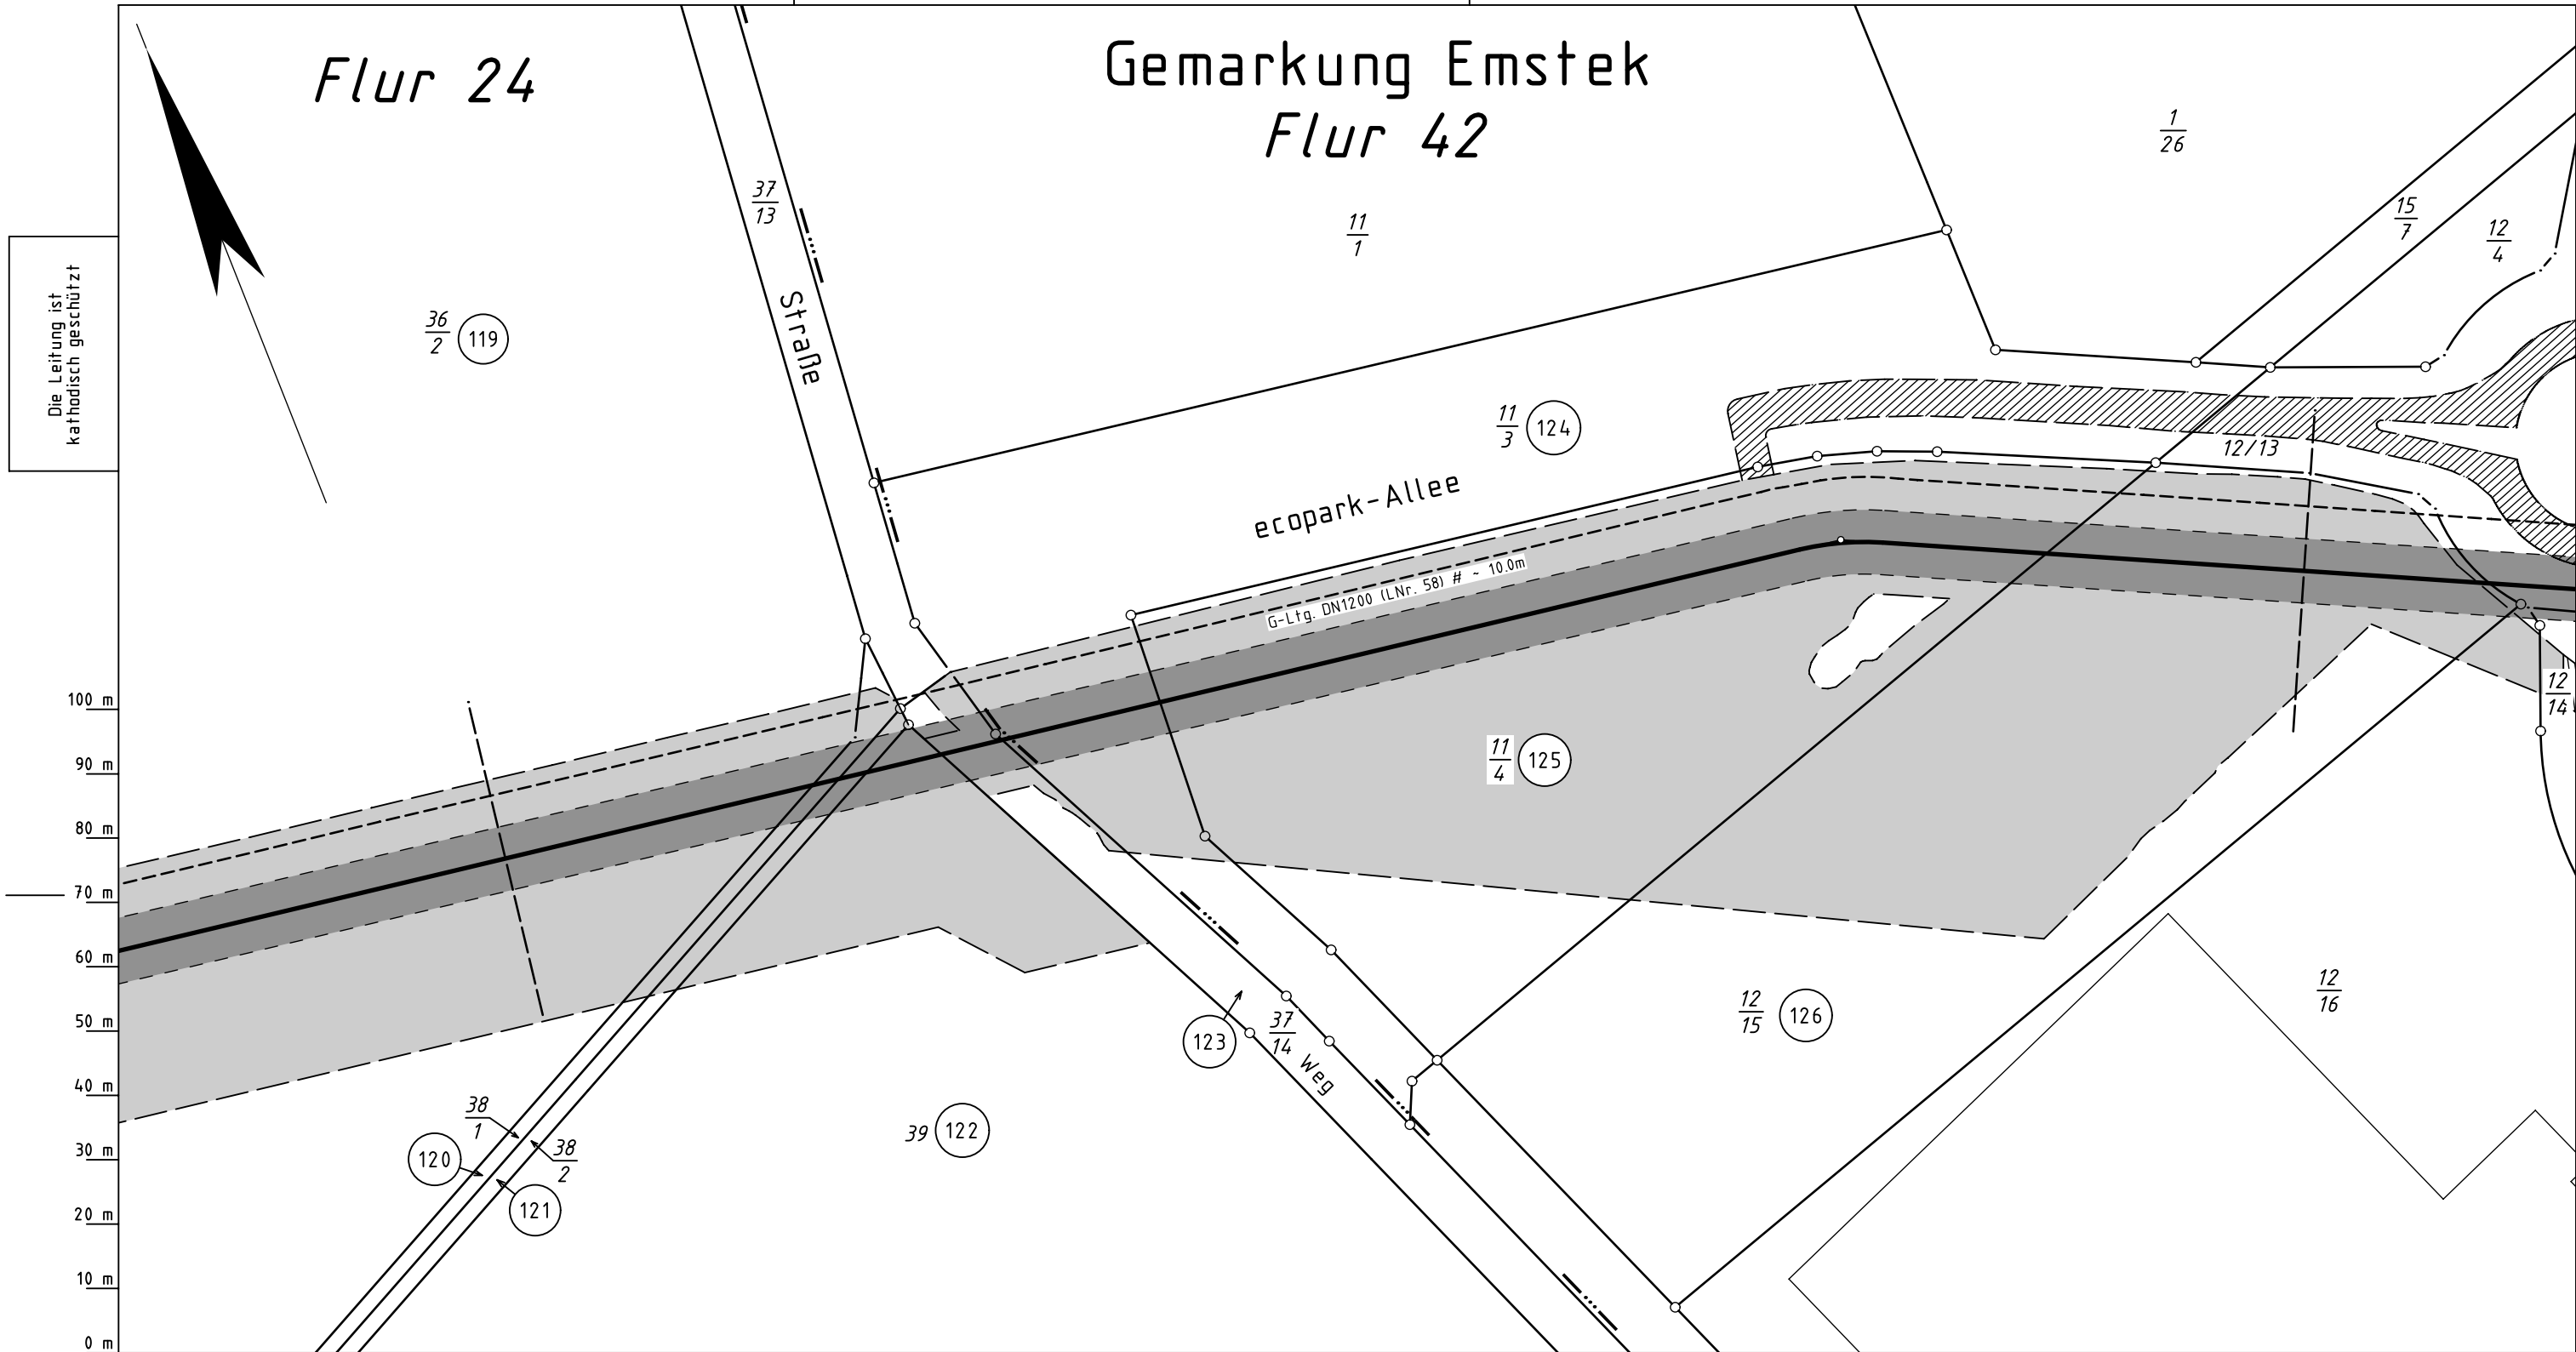 Flur 24
Gemarkung Emstek
Flur 42
1
26
37
13
15
7
11
1
12
4
Die Leitung ist
kathodisch geschützt
36
2
119
Straße
11
3
124
12/13
ecopark-Allee
G-Ltg. DN1200 (LNr. 58) # ~ 10.0m
100 m
90 m
80 m
70 m
60 m
50 m
40 m
30 m
20 m
10 m
0 m
12
14
11
4
125
12
16
12
15
126
123
37
14
Weg
38
1
39
122
120
38
2
121